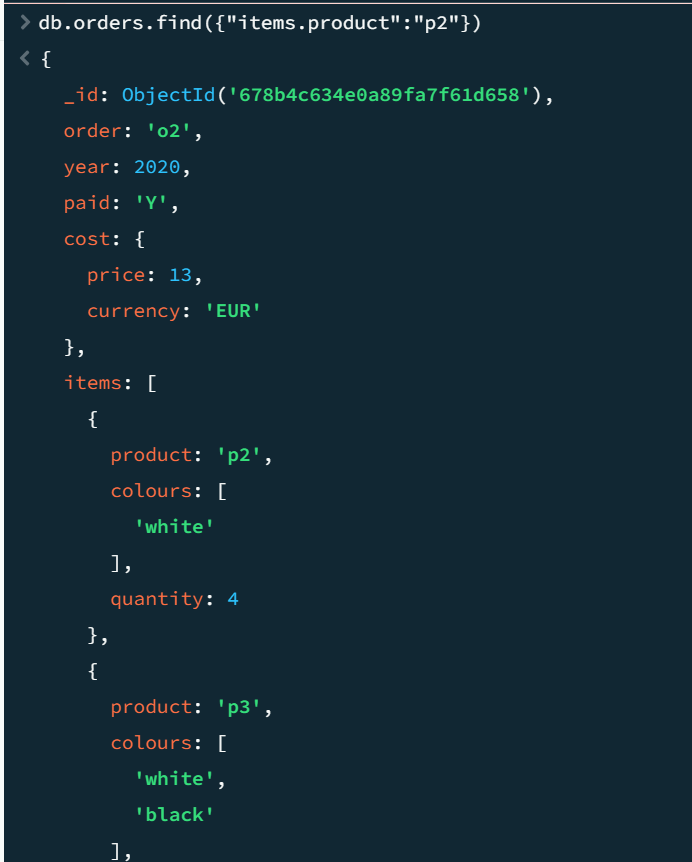 > db.orders.find({"items.product":"p2"})
< {
_id: ObjectId('678b4c634e0a89fa7f61d658'),
order: 'o2',
year: 2020,
paid: 'Y',
cost: {
price: 13,
currency: 'EUR'
},
items: [
{
product: 'p2',
colours: [
'white'
],
quantity: 4
},
{
product: 'p3',
colours: [
'white',
'black'
],